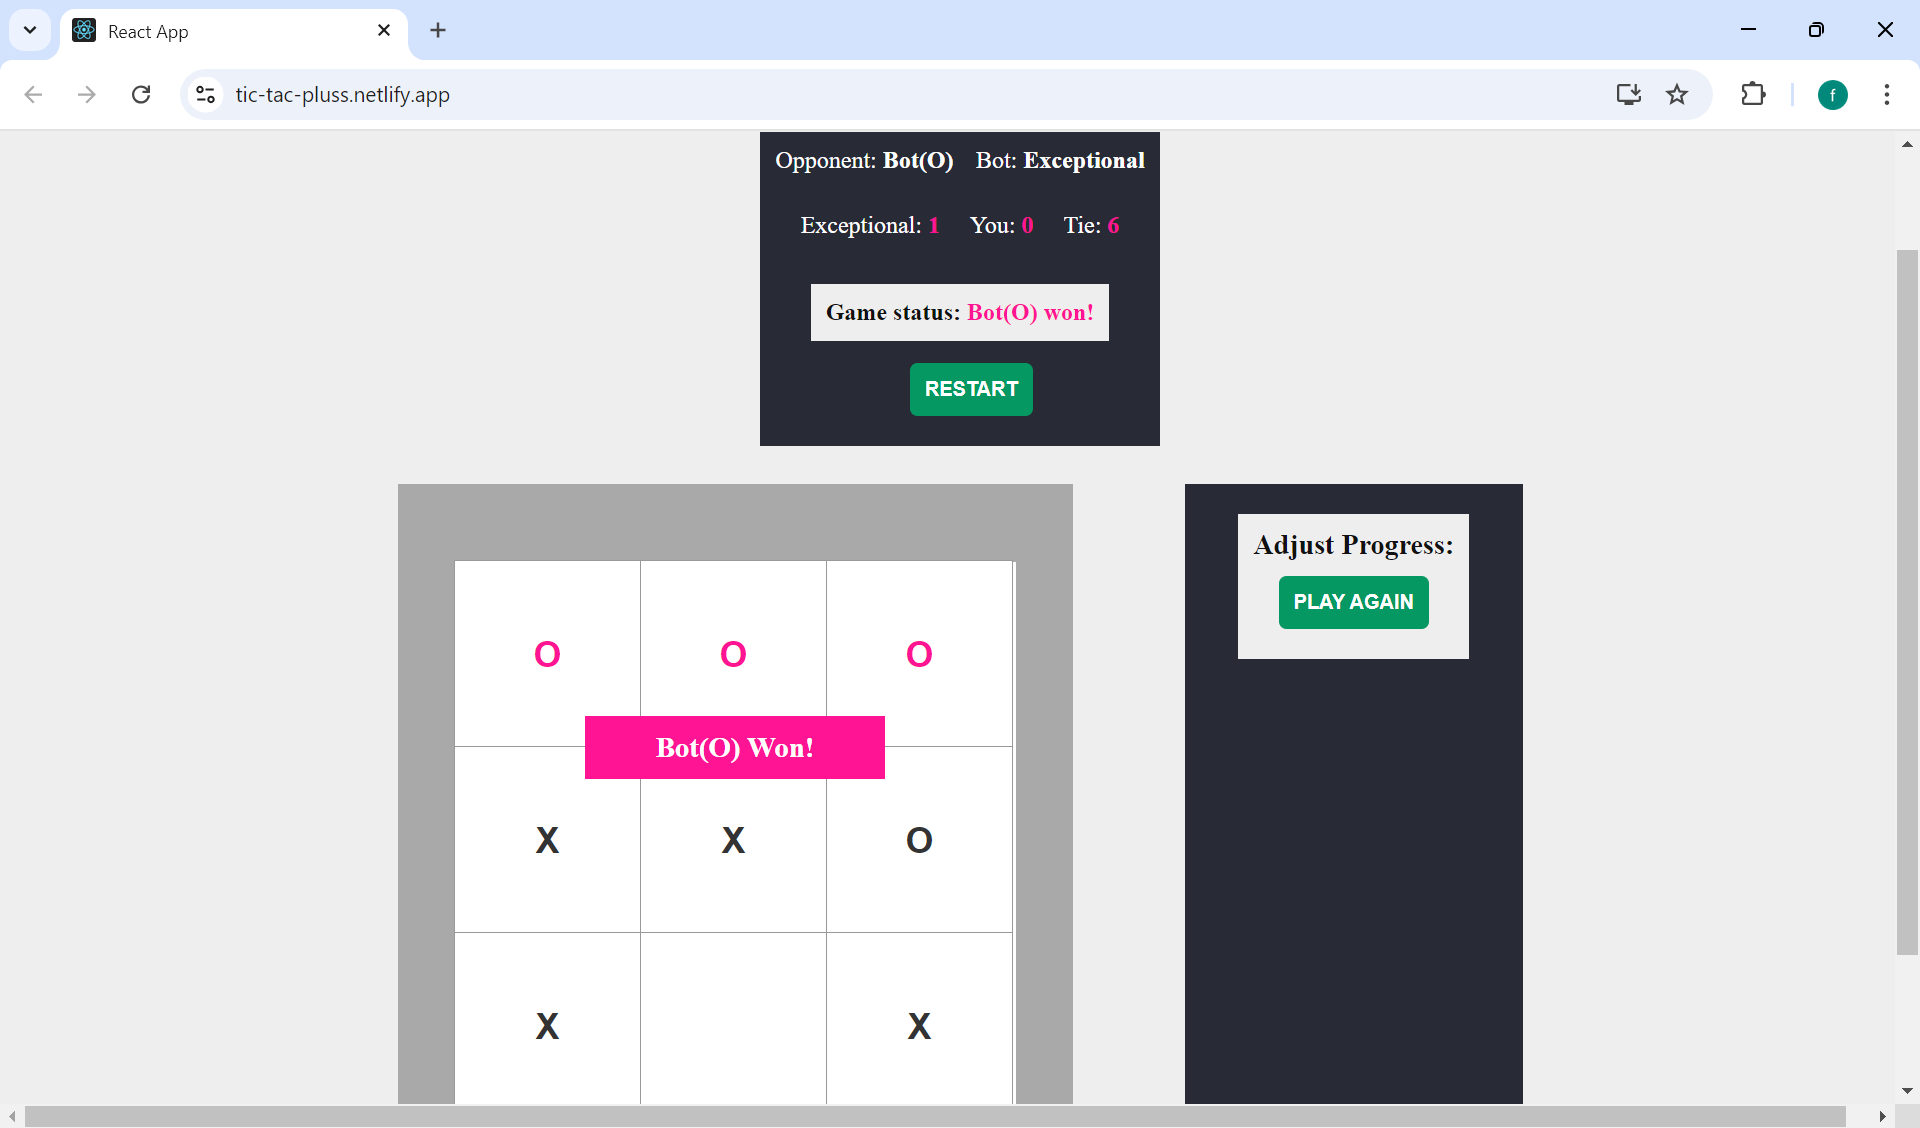 React App
tic-tac-pluss.netlify.app
f
Opponent: Bot(O) Bot: Exceptional
Exceptional: 1 You: 0 Tie: 6
Game status: Bot(O) won!
RESTART
Adjust Progress:
PLAY AGAIN
O O O
Bot(O) Won!
X X O
X X